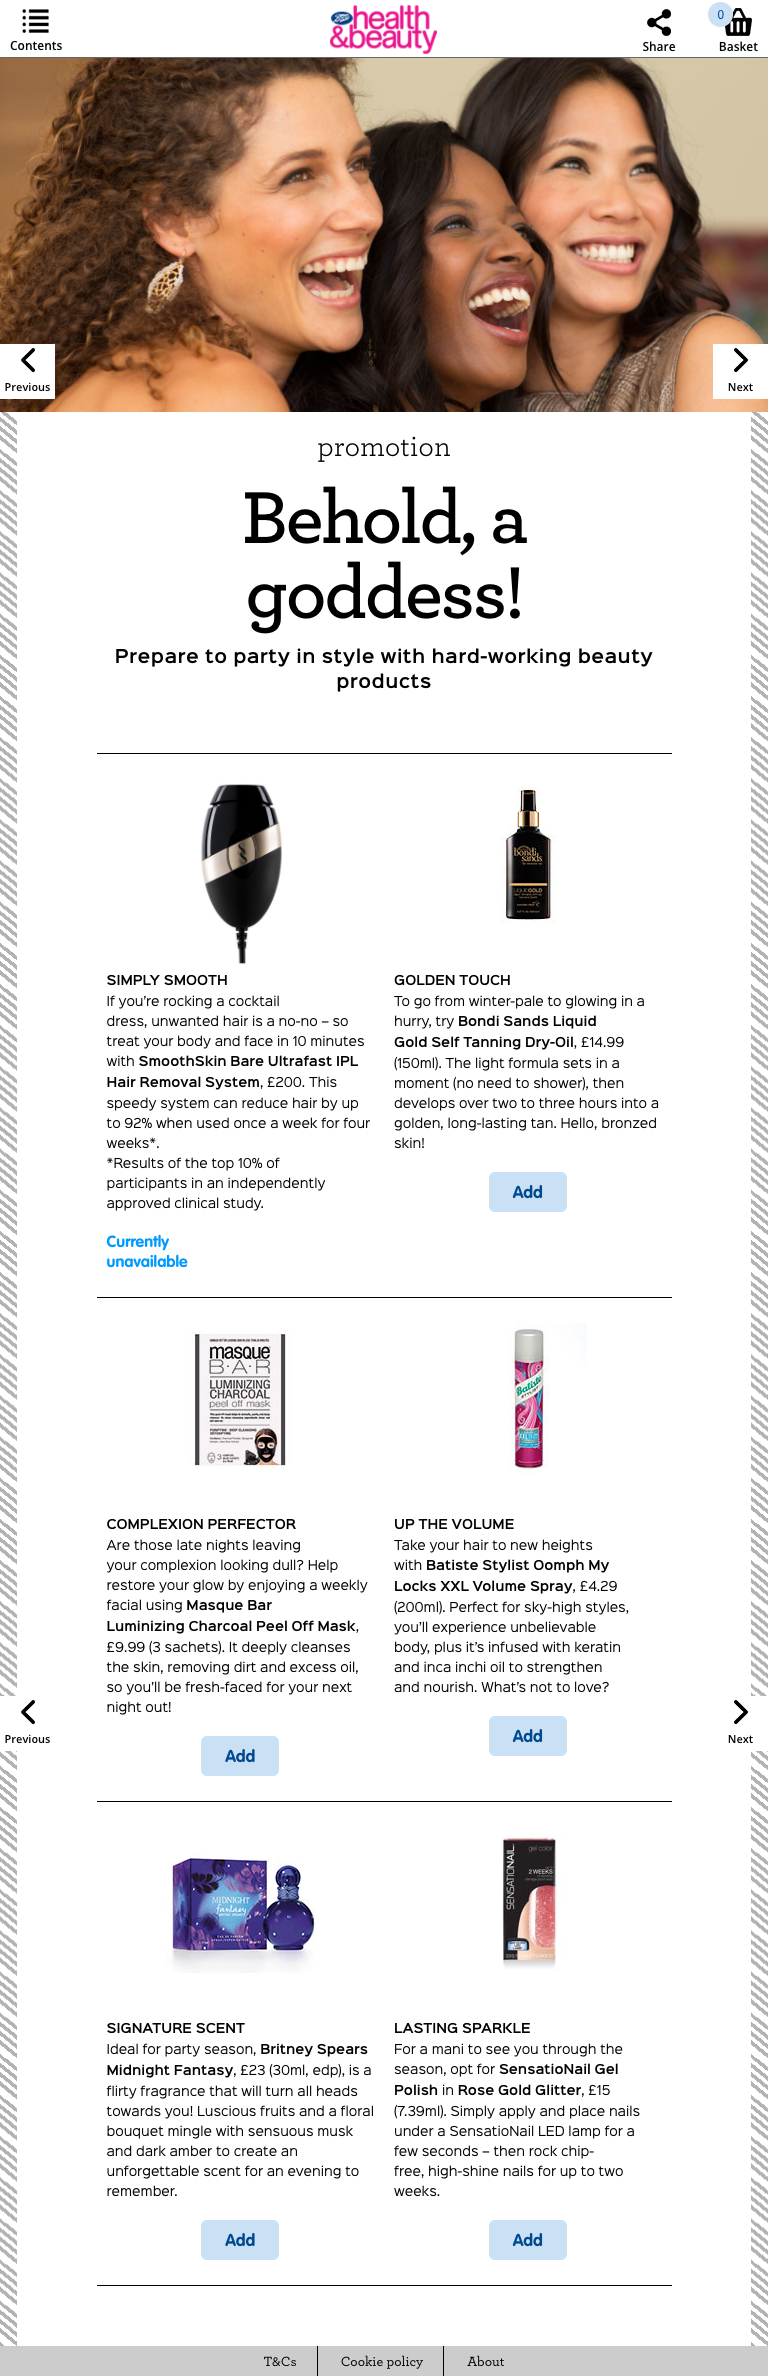 Contents
Boots
health
&beauty
Share
0
Basket
Previous
Next
promotion
Behold, a
goddess!
Prepare to party in style with hard-working beauty
products
bondi
sands
LIQUID GOLD
SIMPLY SMOOTH
If you're rocking a cocktail
dress, unwanted hair is a no-no – so
treat your body and face in 10 minutes
with SmoothSkin Bare Ultrafast IPL
Hair Removal System, £200. This
speedy system can reduce hair by up
to 92% when used once a week for four
weeks*.
*Results of the top 10% of
participants in an independently
approved clinical study.
Currently
unavailable
GOLDEN TOUCH
To go from winter-pale to glowing in a
hurry, try Bondi Sands Liquid
Gold Self Tanning Dry-Oil, £14.99
(150ml). The light formula sets in a
moment (no need to shower), then
develops over two to three hours into a
golden, long-lasting tan. Hello, bronzed
skin!
Add
masque
B·A·R
LUMINIZING
CHARCOAL
peel off mask
Batiste
STYLIST
COMPLEXION PERFECTOR
Are those late nights leaving
your complexion looking dull? Help
restore your glow by enjoying a weekly
facial using Masque Bar
Luminizing Charcoal Peel Off Mask,
£9.99 (3 sachets). It deeply cleanses
the skin, removing dirt and excess oil,
so you'll be fresh-faced for your next
night out!
Add
UP THE VOLUME
Take your hair to new heights
with Batiste Stylist Oomph My
Locks XXL Volume Spray, £4.29
(200ml). Perfect for sky-high styles,
you'll experience unbelievable
body, plus it's infused with keratin
and inca inchi oil to strengthen
and nourish. What's not to love?
Add
Previous
Next
MIDNIGHT
fantasy
gel color
2 WEEKS
SENSATIONAIL
SIGNATURE SCENT
Ideal for party season, Britney Spears
Midnight Fantasy, £23 (30ml, edp), is a
flirty fragrance that will turn all heads
towards you! Luscious fruits and a floral
bouquet mingle with sensuous musk
and dark amber to create an
unforgettable scent for an evening to
remember.
Add
LASTING SPARKLE
For a mani to see you through the
season, opt for SensatioNail Gel
Polish in Rose Gold Glitter, £15
(7.39ml). Simply apply and place nails
under a SensatioNail LED lamp for a
few seconds – then rock chip-
free, high-shine nails for up to two
weeks.
Add
T&Cs
Cookie policy
About